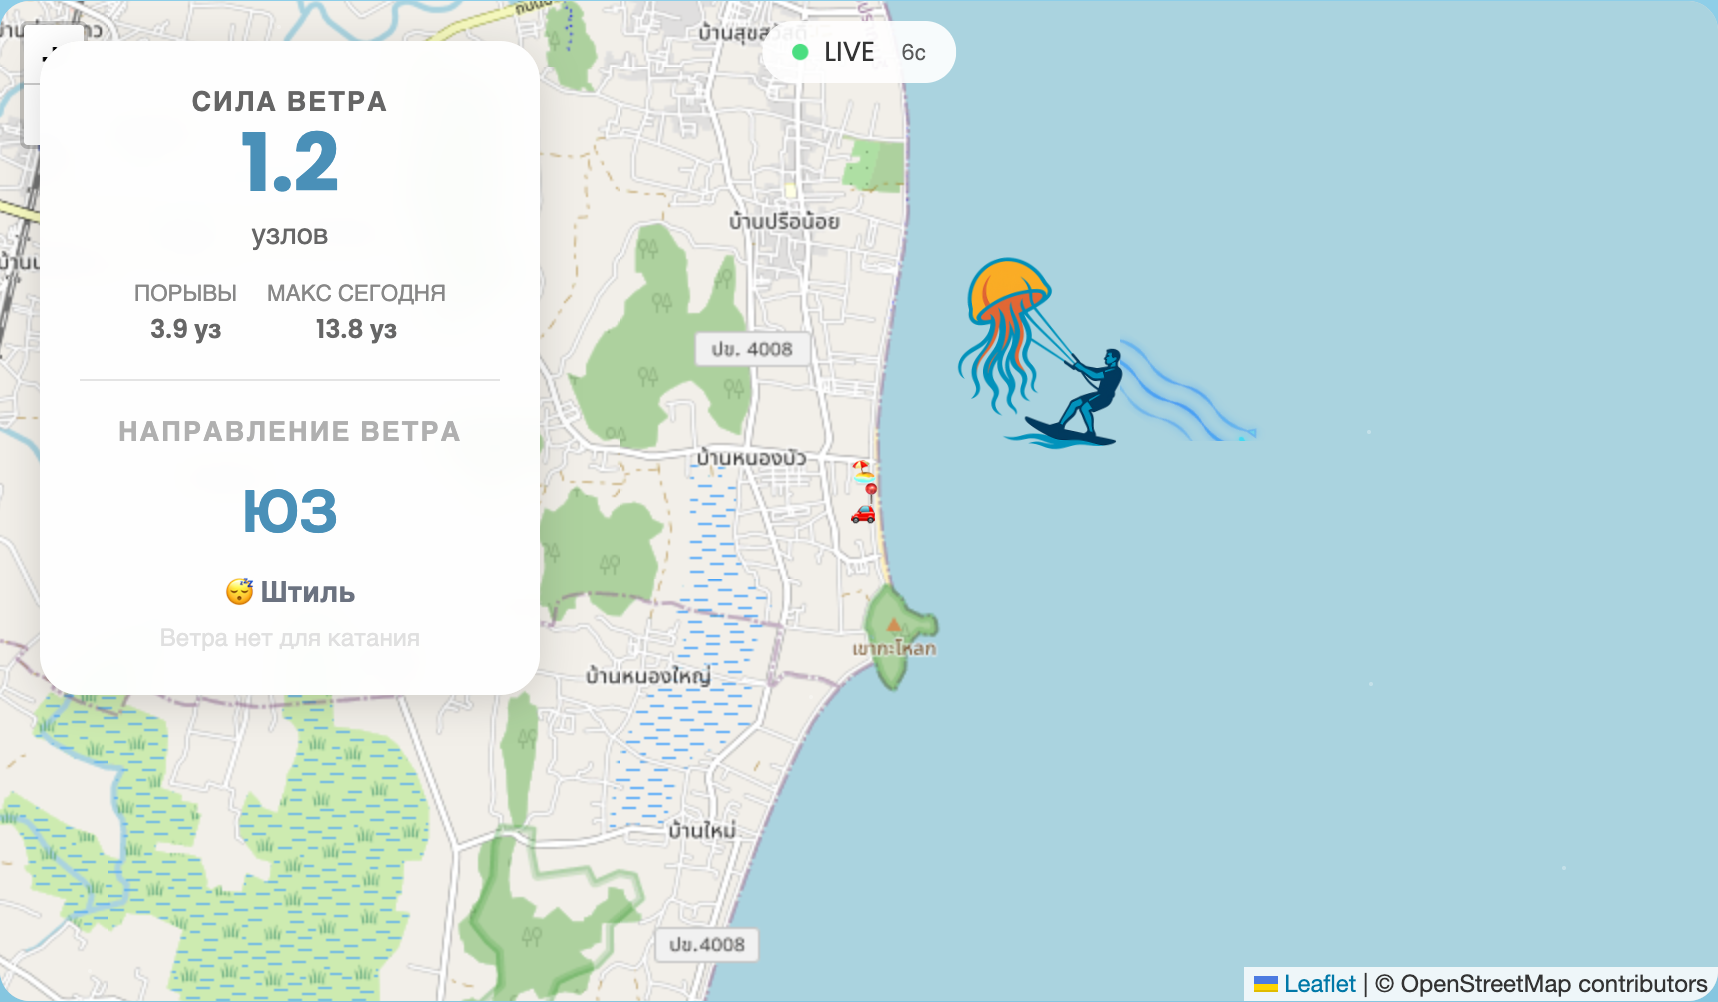 LIVE 6с
СИЛА ВЕТРА
1.2
узлов
ПОРЫВЫ МАКС СЕГОДНЯ
3.9 уз 13.8 уз
НАПРАВЛЕНИЕ ВЕТРА
ЮЗ
😴 Штиль
Ветра нет для катания
บ้านปรือน้อย
ปข. 4008
บ้านหนองบัว
เขากะโหลก
บ้านหนองใหญ่
บ้านใหม่
ปข.4008
Leaflet | © OpenStreetMap contributors